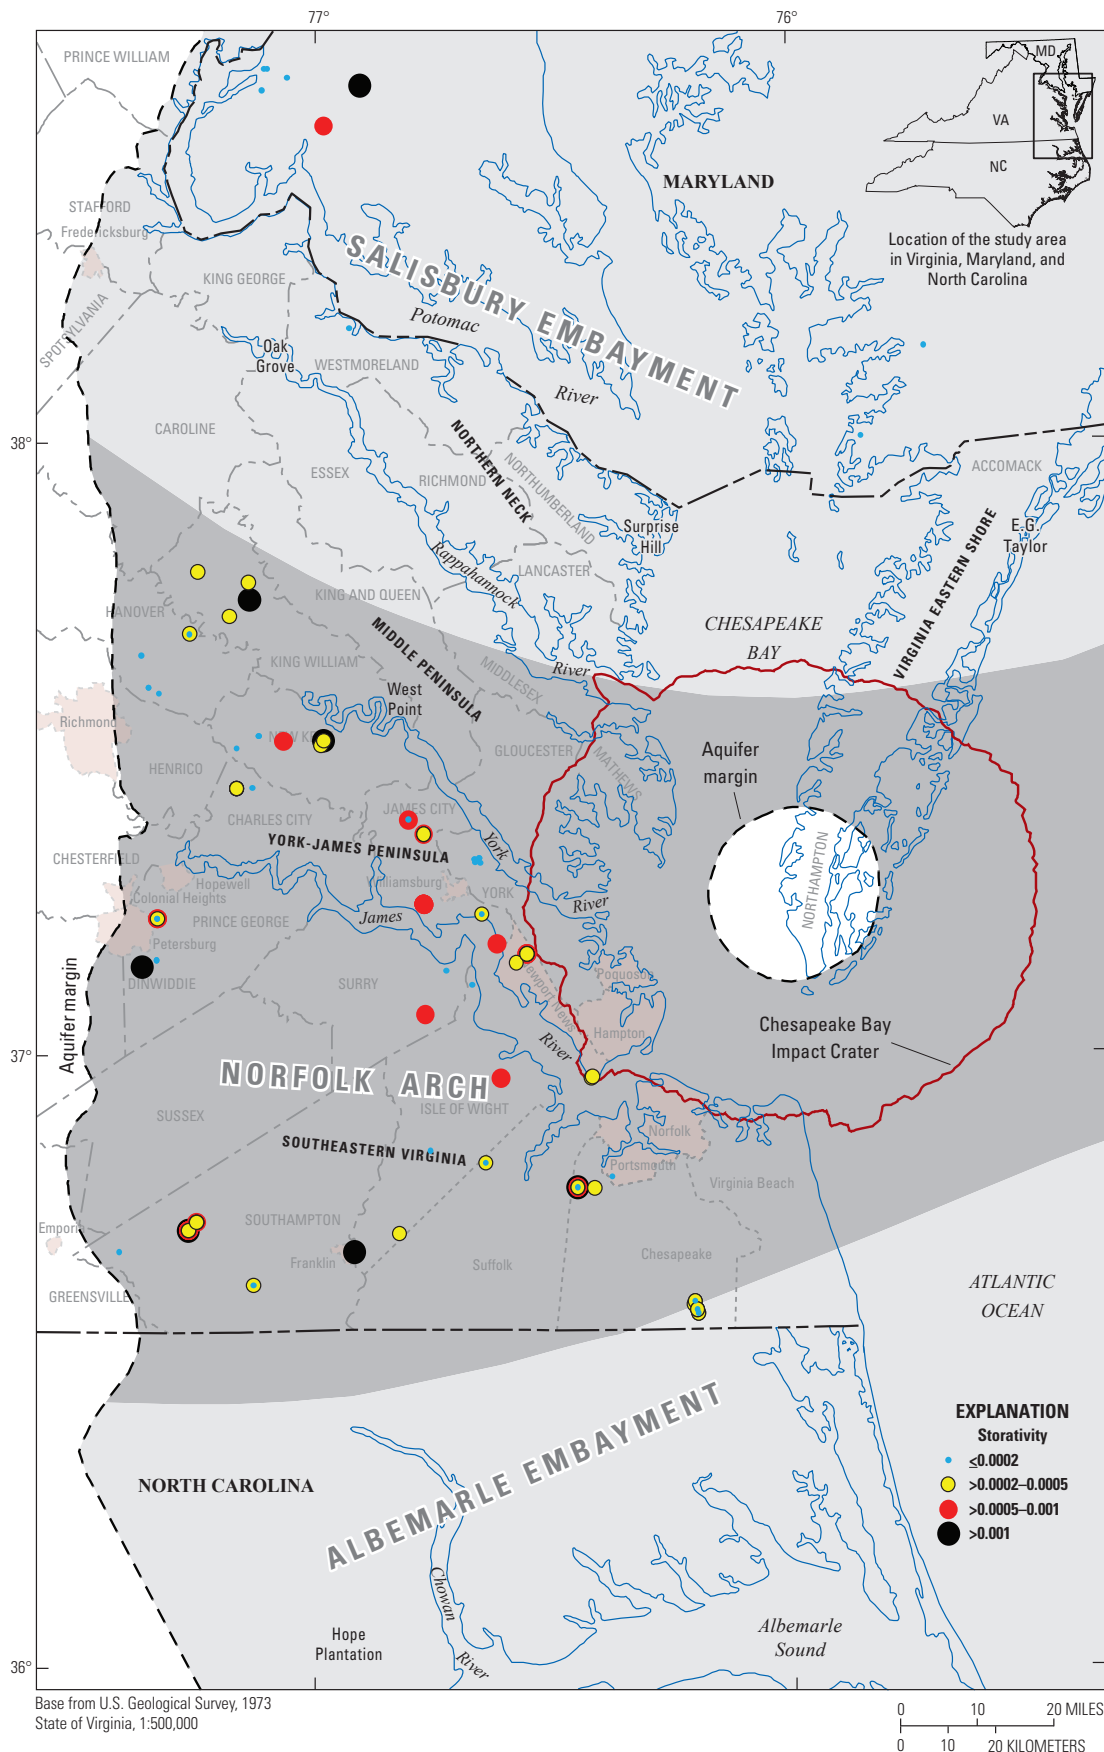 77°
76°
PRINCE WILLIAM
MD
VA
NC
MARYLAND
STAFFORD
Fredericksburg
Location of the study area
in Virginia, Maryland, and
North Carolina
KING GEORGE
SALISBURY EMBAYMENT
SPOTSYLVANIA
Potomac
River
Oak
Grove
WESTMORELAND
CAROLINE
38°
NORTHERN NECK
NORTHUMBERLAND
ESSEX
RICHMOND
ACCOMACK
Surprise
Hill
E.G.
Taylor
VIRGINIA EASTERN SHORE
Rappahannock
River
LANCASTER
KING AND QUEEN
HANOVER
CHESAPEAKE
BAY
MIDDLE PENINSULA
KING WILLIAM
MIDDLESEX
West
Point
Richmond
NEW KENT
GLOUCESTER
MATHEWS
Aquifer
margin
HENRICO
CHARLES CITY
JAMES CITY
YORK-JAMES PENINSULA
York
River
CHESTERFIELD
Hopewell
Williamsburg
YORK
NORTHAMPTON
Colonial Heights
PRINCE GEORGE
James
River
Petersburg
DINWIDDIE
SURRY
Newport News
Poquoson
Hampton
Chesapeake Bay
Impact Crater
Aquifer margin
37°
NORFOLK ARCH
SUSSEX
ISLE OF WIGHT
Norfolk
SOUTHEASTERN VIRGINIA
Portsmouth
Virginia Beach
Emporia
SOUTHAMPTON
Franklin
Suffolk
Chesapeake
GREENSVILLE
ATLANTIC
OCEAN
ALBEMARLE EMBAYMENT
NORTH CAROLINA
EXPLANATION
Storativity
≤0.0002
>0.0002–0.0005
>0.0005–0.001
>0.001
Chowan
River
Hope
Plantation
Albemarle
Sound
36°
Base from U.S. Geological Survey, 1973
State of Virginia, 1:500,000
0 10 20 MILES
0 10 20 KILOMETERS